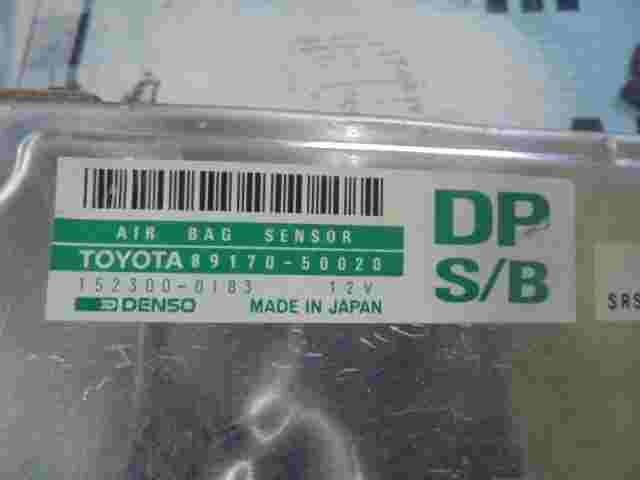 AIR BAG SENSOR
TOYOTA 89170-50020
152300-0183 12V
DENSO MADE IN JAPAN
DP
S/B
SRS